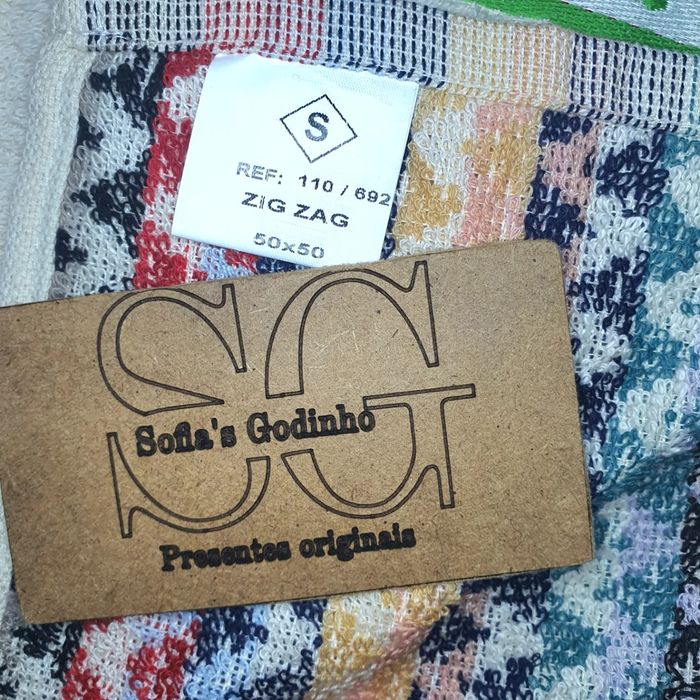 S
REF: 110 / 692
ZIG ZAG
50x50
SG
Sofia's Godinho
Presentes originais